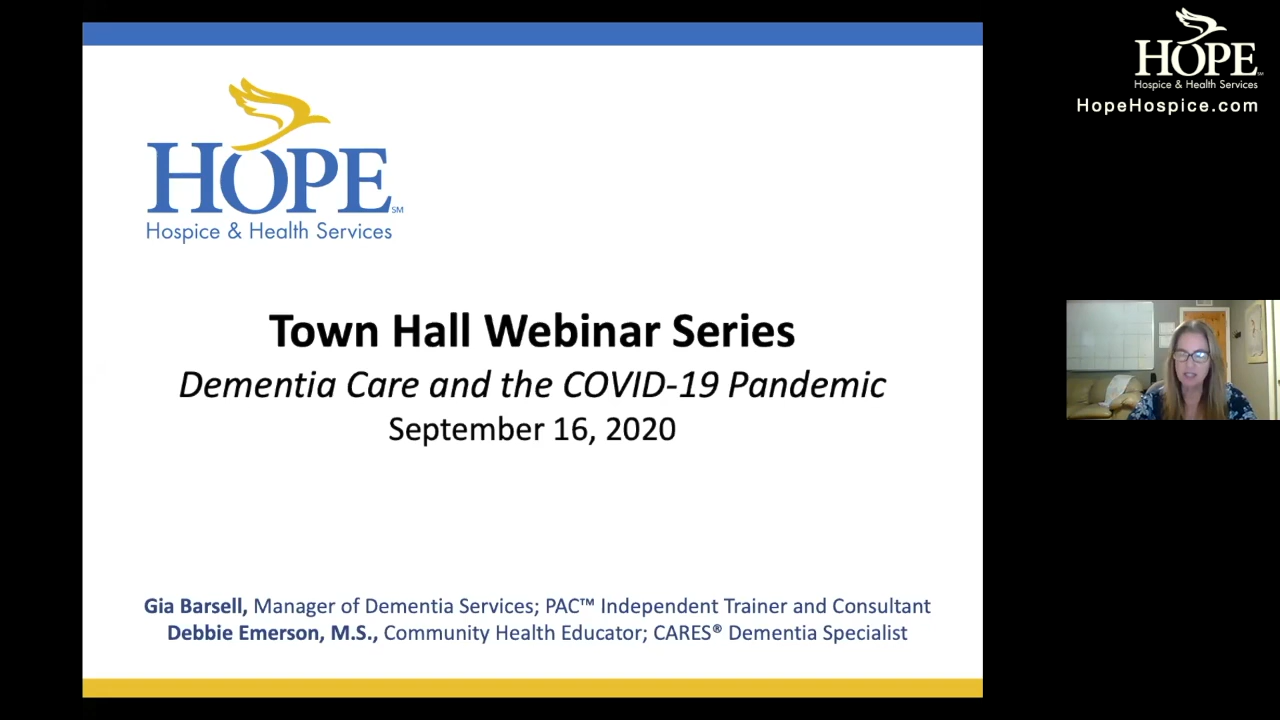 HOPE
SM
Hospice & Health Services
Town Hall Webinar Series
Dementia Care and the COVID-19 Pandemic
September 16, 2020
Gia Barsell, Manager of Dementia Services; PAC™ Independent Trainer and Consultant
Debbie Emerson, M.S., Community Health Educator; CARES® Dementia Specialist
HOPE
SM
Hospice & Health Services
HopeHospice.com